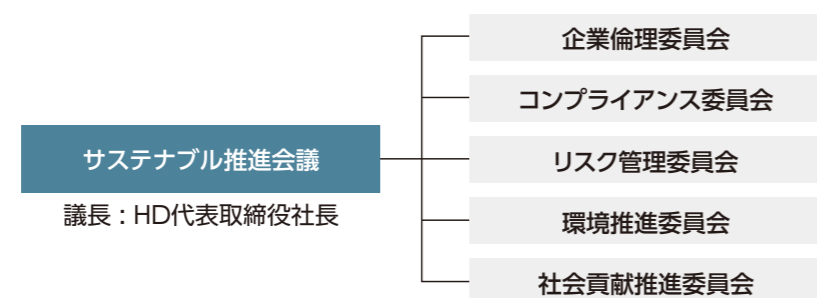 サステナブル推進会議
議長：HD代表取締役社長
企業倫理委員会
コンプライアンス委員会
リスク管理委員会
環境推進委員会
社会貢献推進委員会